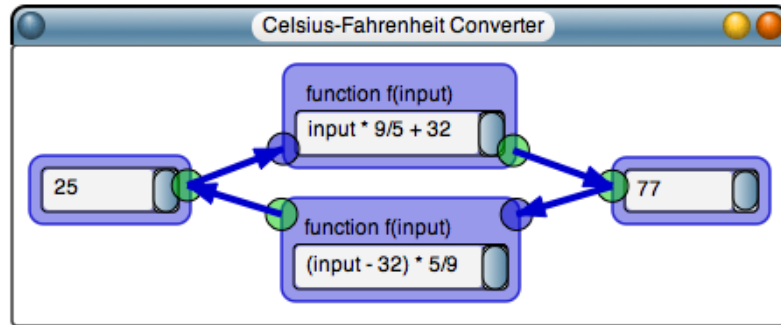 Celsius-Fahrenheit Converter
function f(input)
input * 9/5 + 32
25
77
function f(input)
(input - 32) * 5/9